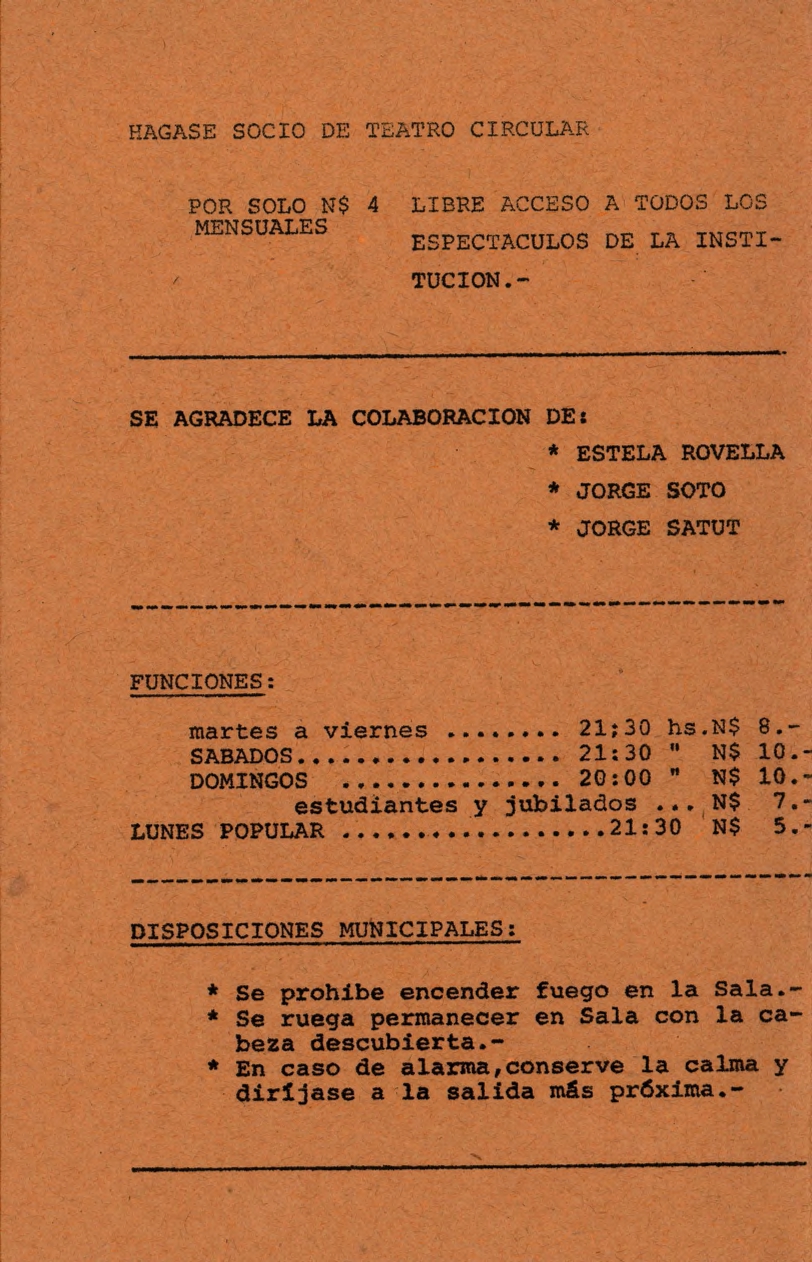 HAGASE SOCIO DE TEATRO CIRCULAR
POR SOLO N$ 4 LIBRE ACCESO A TODOS LOS
MENSUALES
ESPECTACULOS DE LA INSTI-
TUCION.-
SE AGRADECE LA COLABORACION DE:
* ESTELA ROVELLA
* JORGE SOTO
* JORGE SATUT
FUNCIONES:
martes a viernes ........ 21;30 hs.N$ 8.-
SABADOS.................. 21:30 " N$ 10.-
DOMINGOS ............... 20:00 " N$ 10.-
estudiantes y jubilados ... N$ 7.-
LUNES POPULAR ..................21:30 N$ 5.-
DISPOSICIONES MUNICIPALES:
* Se prohibe encender fuego en la Sala.-
* Se ruega permanecer en Sala con la ca-
beza descubierta.-
* En caso de alarma,conserve la calma y
diríjase a la salida más próxima.-